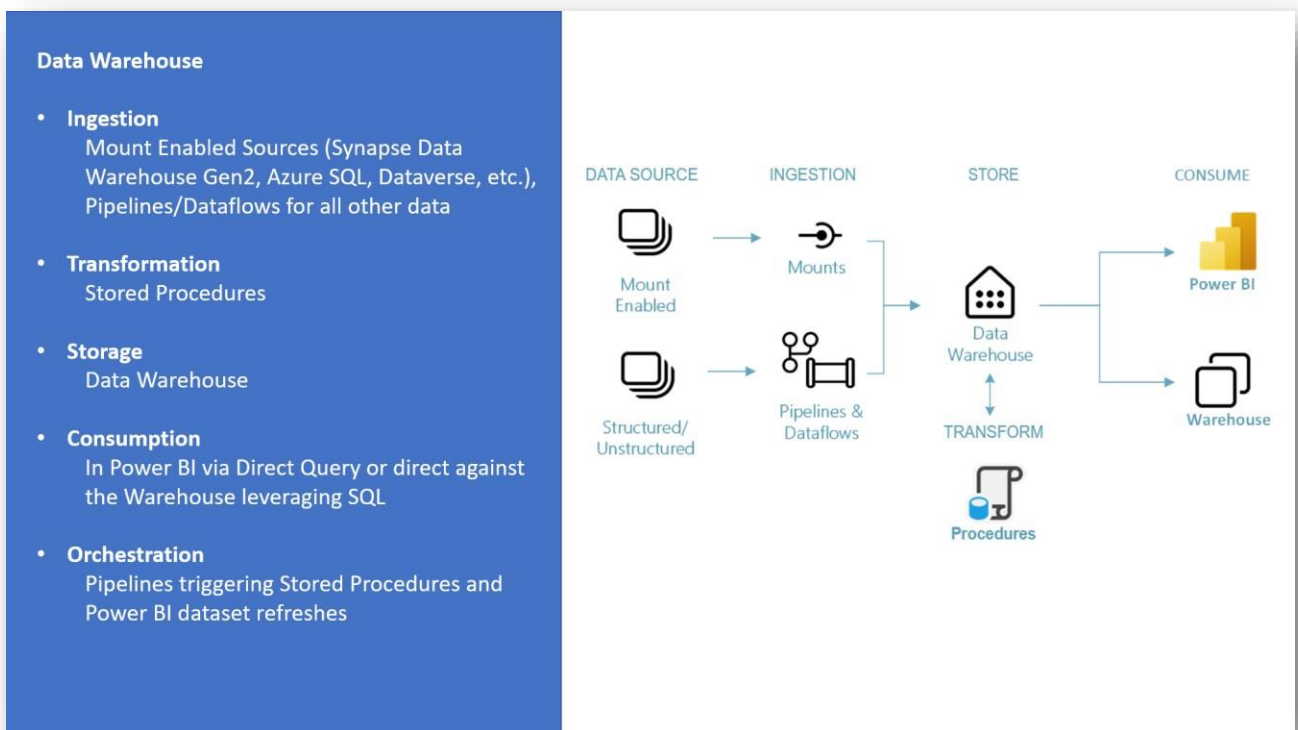 Data Warehouse
• Ingestion
Mount Enabled Sources (Synapse Data
Warehouse Gen2, Azure SQL, Dataverse, etc.),
Pipelines/Dataflows for all other data
• Transformation
Stored Procedures
• Storage
Data Warehouse
• Consumption
In Power BI via Direct Query or direct against
the Warehouse leveraging SQL
• Orchestration
Pipelines triggering Stored Procedures and
Power BI dataset refreshes
DATA SOURCE
INGESTION
STORE
CONSUME
Mount
Enabled
Mounts
Power BI
Data
Warehouse
Structured/
Unstructured
Pipelines &
Dataflows
TRANSFORM
Warehouse
Procedures